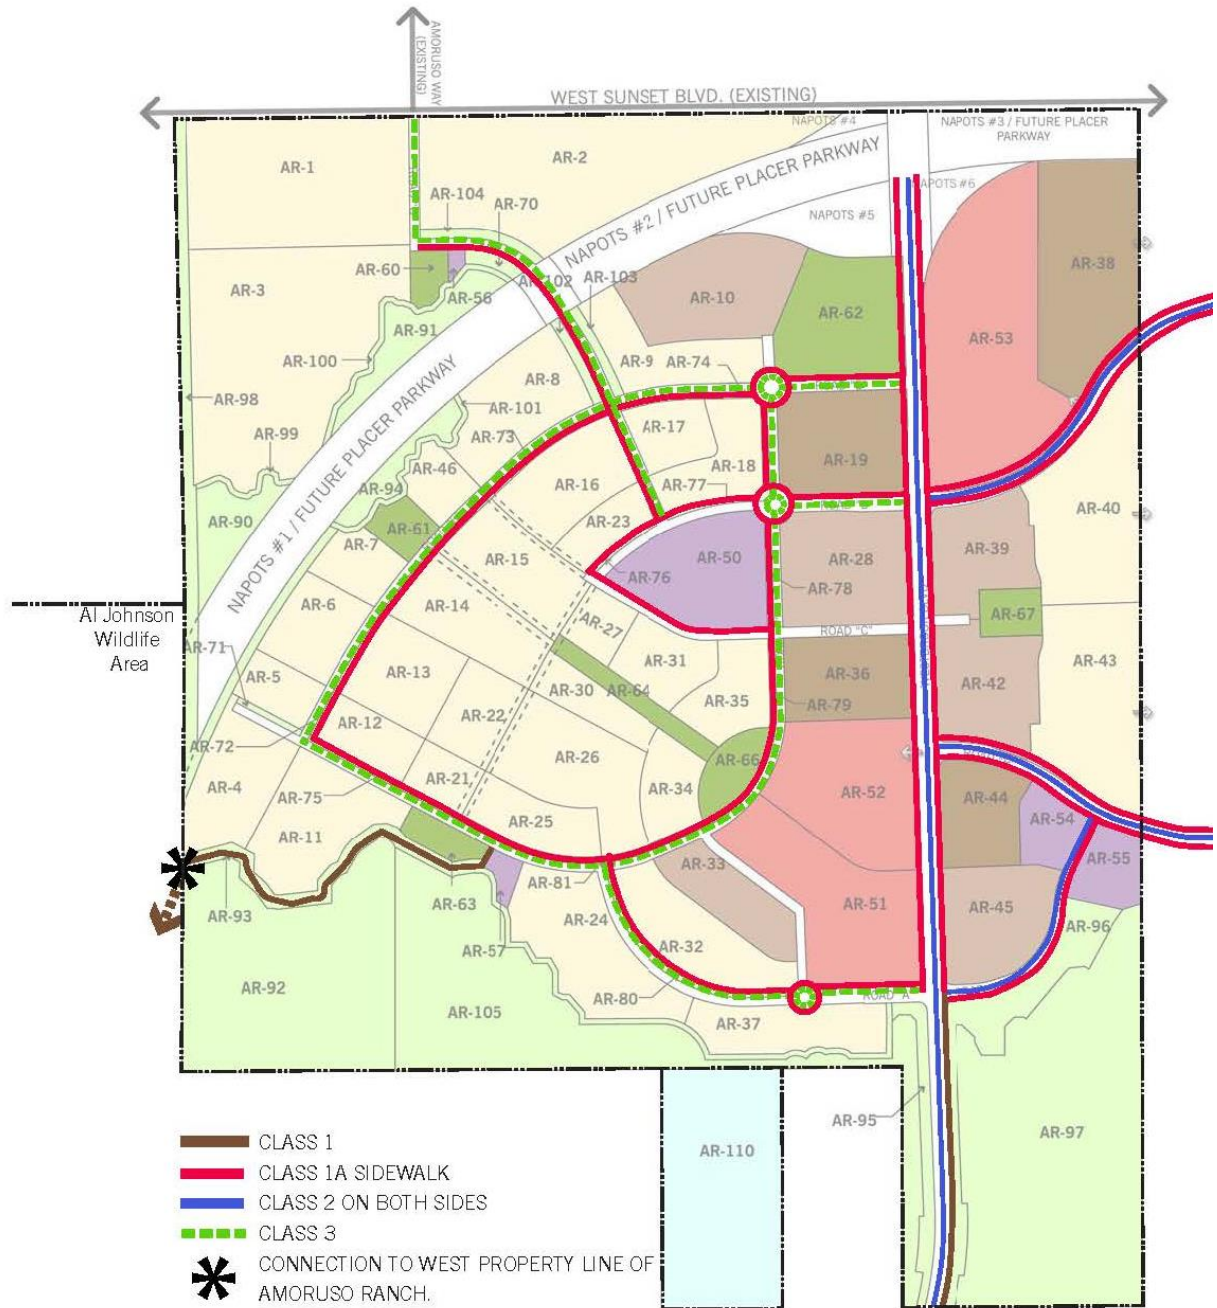 AMORUSO WAY
(EXISTING)
WEST SUNSET BLVD. (EXISTING)
NAPOTS #4
NAPOTS #3 / FUTURE PLACER
PARKWAY
AR-1
AR-2
NAPOTS #2 / FUTURE PLACER PARKWAY
NAPOTS #6
NAPOTS #5
AR-104
AR-70
AR-60
AR-56
AR-102
AR-103
AR-38
AR-3
AR-10
AR-62
AR-91
AR-53
AR-100
AR-9
AR-74
AR-8
AR-98
AR-101
AR-99
AR-73
AR-17
AR-46
AR-18
AR-19
AR-16
AR-77
AR-94
AR-40
AR-90
AR-61
AR-23
AR-7
AR-39
AR-15
AR-50
AR-28
NAPOTS #1 / FUTURE PLACER PARKWAY
AR-76
AR-78
AR-6
AR-14
Al Johnson
Wildlife
Area
AR-67
AR-27
ROAD "C"
AR-71
AR-31
AR-43
AR-5
AR-13
AR-36
AR-30
AR-64
AR-42
AR-35
AR-79
AR-12
AR-22
AR-72
AR-26
AR-66
AR-4
AR-21
AR-34
AR-52
AR-44
AR-75
AR-54
AR-25
AR-11
AR-55
AR-33
AR-81
AR-63
AR-51
AR-45
AR-93
AR-24
AR-96
AR-32
AR-57
AR-92
AR-80
ROAD "A"
AR-105
AR-37
AR-95
AR-97
AR-110
CLASS 1
CLASS 1A SIDEWALK
CLASS 2 ON BOTH SIDES
CLASS 3
CONNECTION TO WEST PROPERTY LINE OF
AMORUSO RANCH.